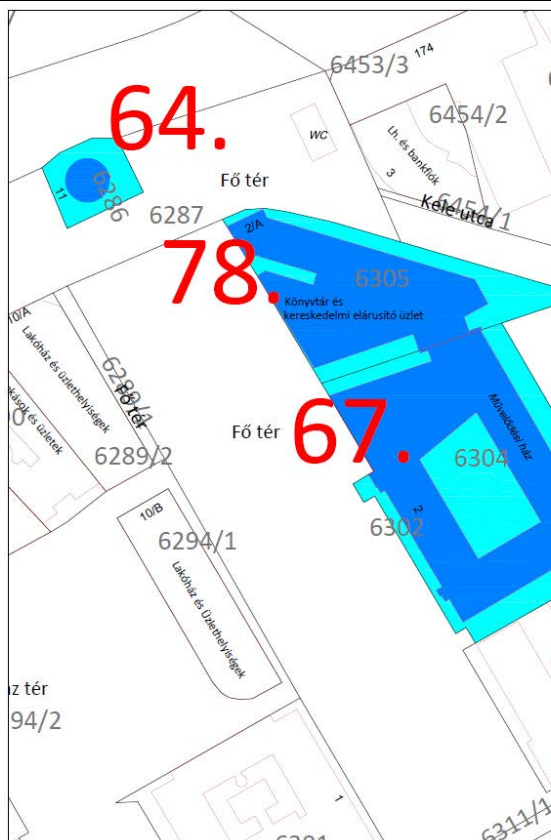 6453/3
174
64.
wc
6454/2
Lh. és bankfiók
3
Fő tér
11
6286
6287
Kele utca
6454/1
2/A
78.
6305
Könyvtár és
kereskedelmi elárusító üzlet
10/A
Lakóház és üzlethelyiségek
Fő tér
6289/2
Fő tér
67.
Művelődési ház
6304
2
6302
10/B
6294/1
Lakóház és Üzlethelyiségek
94/2
1
6311/1